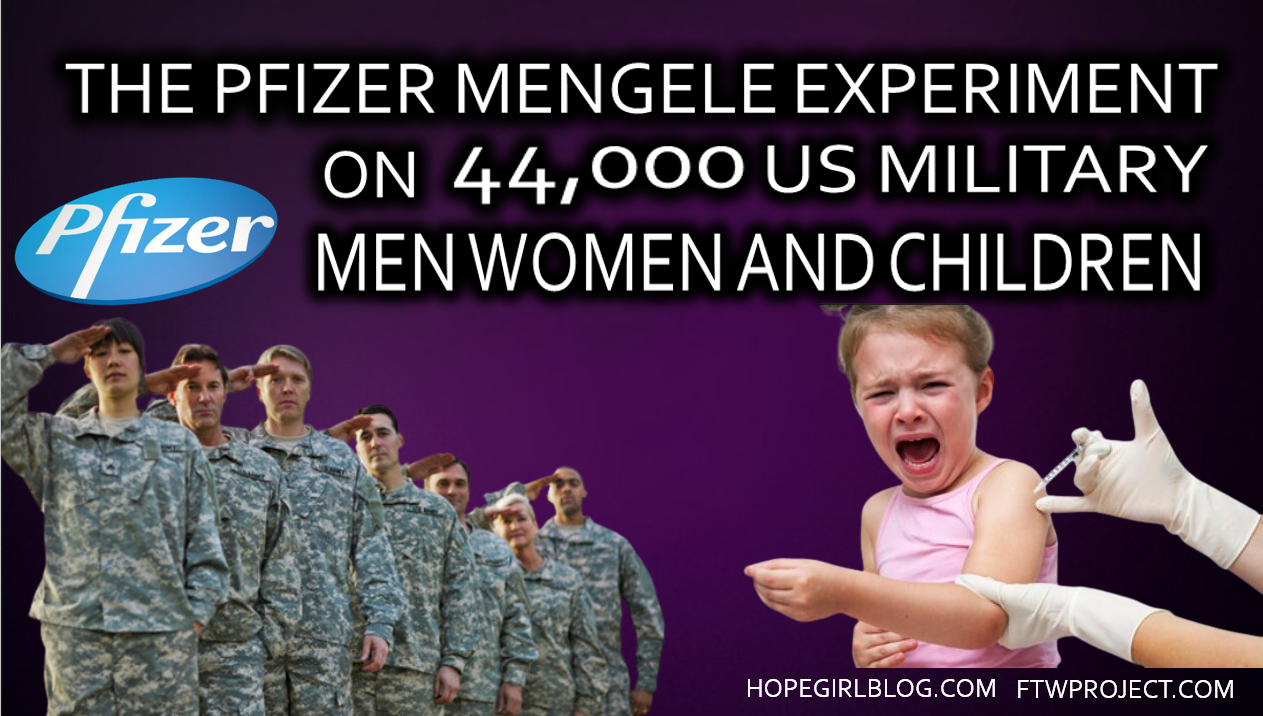 THE PFIZER MENGELE EXPERIMENT
ON 44,000 US MILITARY
MEN WOMEN AND CHILDREN
Pfizer
HOPEGIRLBLOG.COM FTWPROJECT.COM